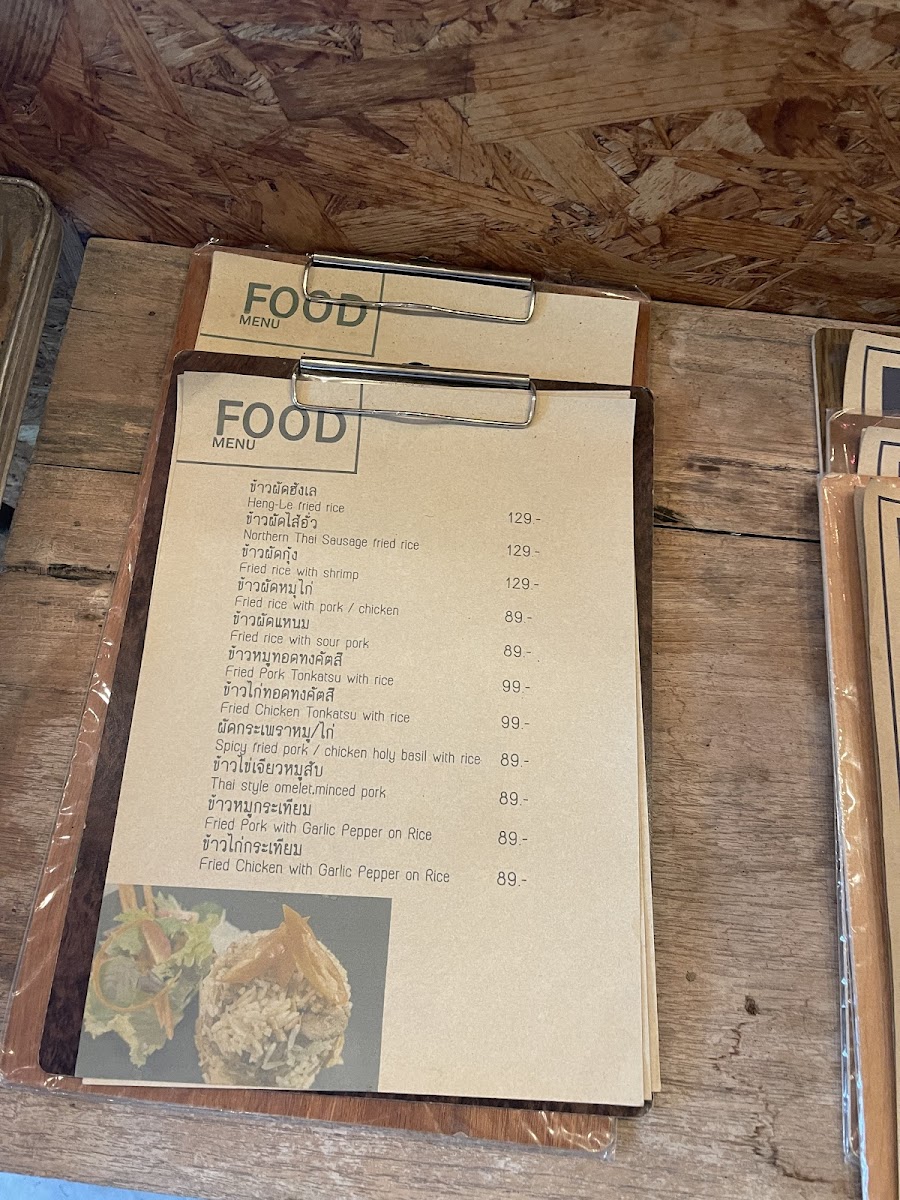 FOOD
MENU
FOOD
MENU
ข้าวผัดฮังเล
Heng-Le fried rice 129.-
ข้าวผัดไส้อั่ว
Northern Thai Sausage fried rice 129.-
ข้าวผัดกุ้ง
Fried rice with shrimp 129.-
ข้าวผัดหมูไก่
Fried rice with pork / chicken 89.-
ข้าวผัดแหนม
Fried rice with sour pork 89.-
ข้าวหมูทอดทงคัตสึ
Fried Pork Tonkatsu with rice 99.-
ข้าวไก่ทอดทงคัตสึ
Fried Chicken Tonkatsu with rice 99.-
ผัดกระเพราหมู/ไก่
Spicy fried pork / chicken holy basil with rice 89.-
ข้าวไข่เจียวหมูสับ
Thai style omelet,minced pork 89.-
ข้าวหมูกระเทียม
Fried Pork with Garlic Pepper on Rice 89.-
ข้าวไก่กระเทียม
Fried Chicken with Garlic Pepper on Rice 89.-